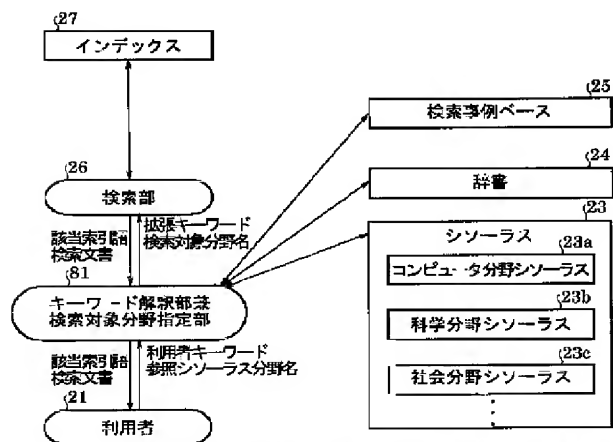 27
インデックス
25
検索事例ベース
26
検索部
24
辞書
23
シソーラス
拡張キーワード
検索対象分野名
該当索引語
検索文書
23a
コンピュータ分野シソーラス
81
キーワード解釈部兼
検索対象分野指定部
23b
科学分野シソーラス
利用者キーワード
参照シソーラス分野名
該当索引語
検索文書
23c
社会分野シソーラス
21
利用者